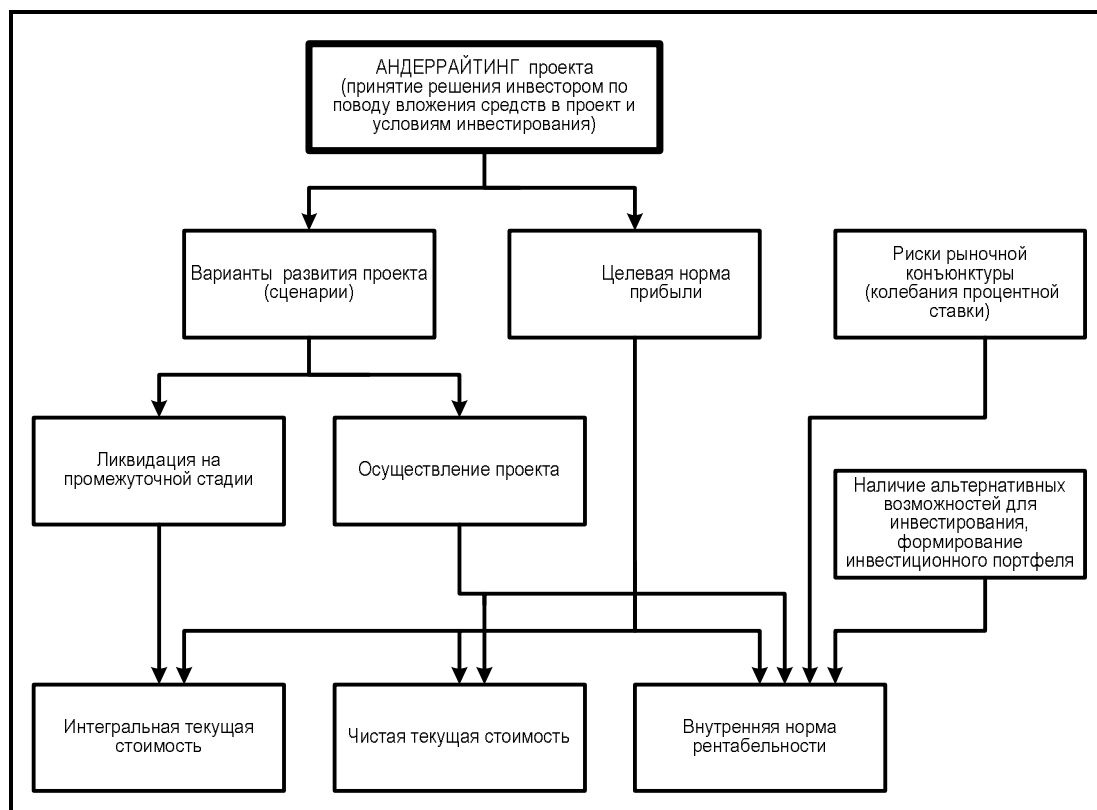 АНДЕРРАЙТИНГ проекта
(принятие решения инвестором по
поводу вложения средств в проект и
условиям инвестирования)
Варианты развития проекта
(сценарии)
Целевая норма
прибыли
Риски рыночной
конъюнктуры
(колебания процентной
ставки)
Ликвидация на
промежуточной стадии
Осуществление проекта
Наличие альтернативных
возможностей для
инвестирования,
формирование
инвестиционного портфеля
Интегральная текущая
стоимость
Чистая текущая стоимость
Внутренняя норма
рентабельности